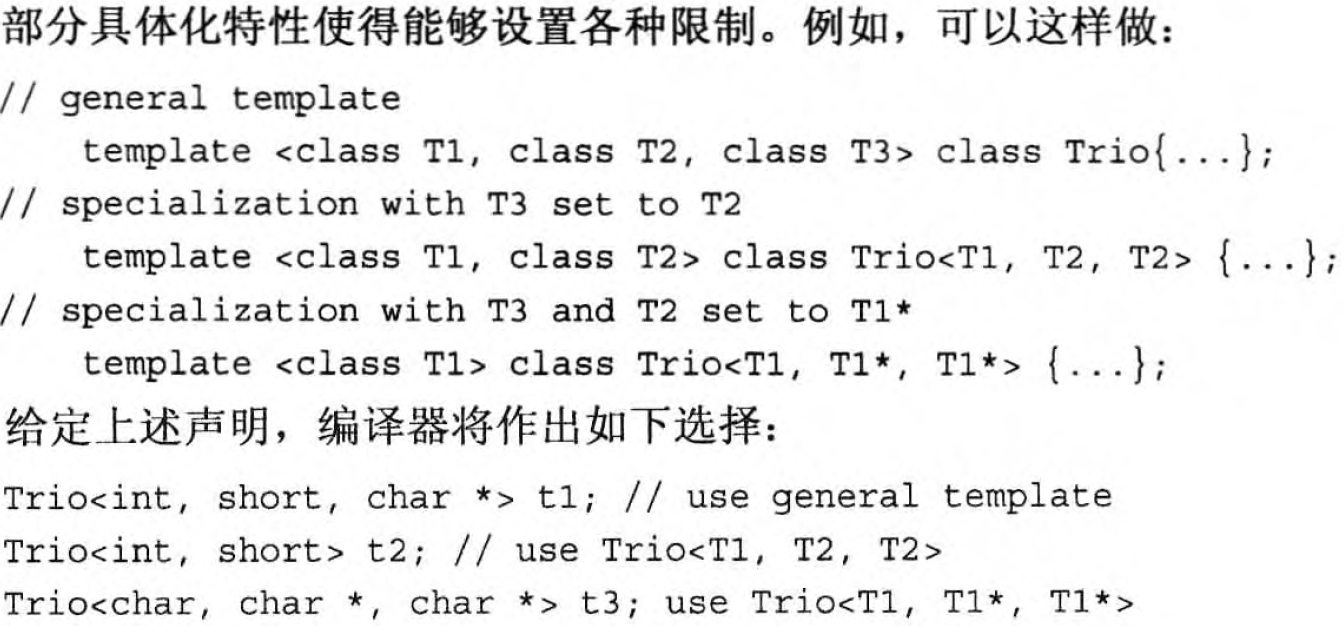 部分具体化特性使得能够设置各种限制。例如，可以这样做：
// general template
    template <class T1, class T2, class T3> class Trio{...};
// specialization with T3 set to T2
    template <class T1, class T2> class Trio<T1, T2, T2> {...};
// specialization with T3 and T2 set to T1*
    template <class T1> class Trio<T1, T1*, T1*> {...};
给定上述声明，编译器将作出如下选择：
Trio<int, short, char *> t1; // use general template
Trio<int, short> t2; // use Trio<T1, T2, T2>
Trio<char, char *, char *> t3; use Trio<T1, T1*, T1*>